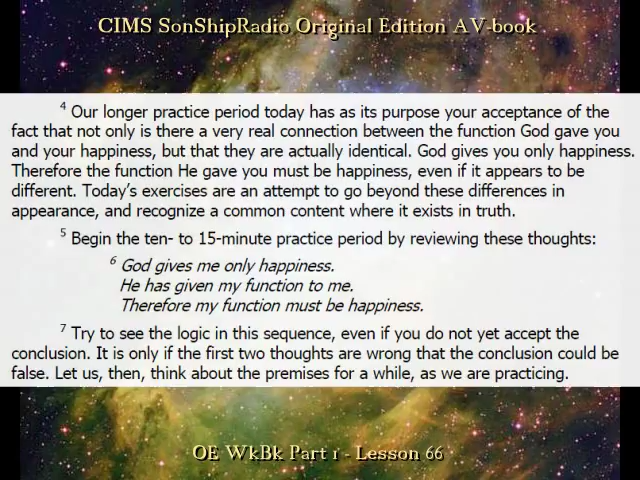 CIMS SonShipRadio Original Edition AV-book
4 Our longer practice period today has as its purpose your acceptance of the
fact that not only is there a very real connection between the function God gave you
and your happiness, but that they are actually identical. God gives you only happiness.
Therefore the function He gave you must be happiness, even if it appears to be
different. Today's exercises are an attempt to go beyond these differences in
appearance, and recognize a common content where it exists in truth.
5 Begin the ten- to 15-minute practice period by reviewing these thoughts:
6 God gives me only happiness.
He has given my function to me.
Therefore my function must be happiness.
7 Try to see the logic in this sequence, even if you do not yet accept the
conclusion. It is only if the first two thoughts are wrong that the conclusion could be
false. Let us, then, think about the premises for a while, as we are practicing.
OE WkBk Part 1 - Lesson 66